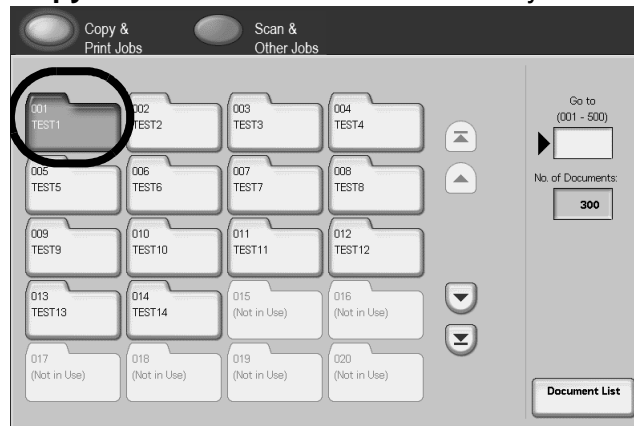 Copy &
Print Jobs
Scan &
Other Jobs
001
TEST1
002
TEST2
003
TEST3
004
TEST4
Go to
(001 - 500)
005
TEST5
006
TEST6
007
TEST7
008
TEST8
No. of Documents:
300
009
TEST9
010
TEST10
011
TEST11
012
TEST12
013
TEST13
014
TEST14
015
(Not in Use)
016
(Not in Use)
017
(Not in Use)
018
(Not in Use)
019
(Not in Use)
020
(Not in Use)
Document List